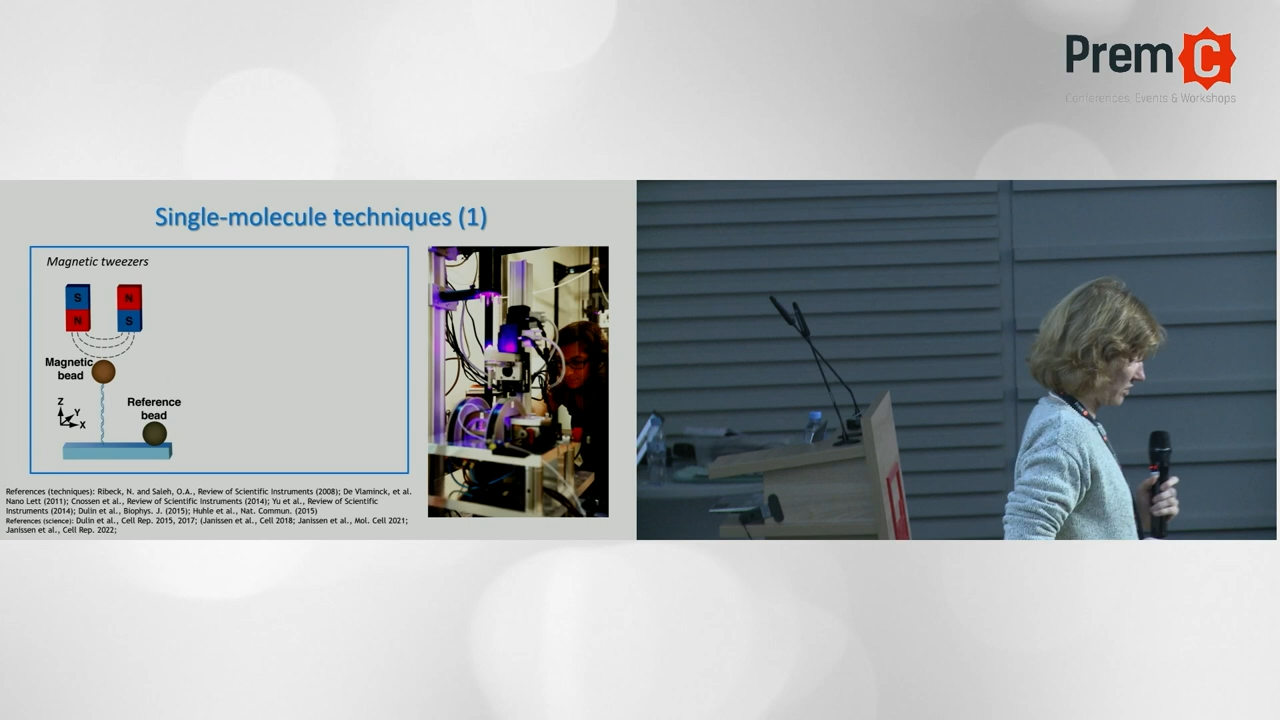 Prem C
Conferences, Events & Workshops
Single-molecule techniques (1)
Magnetic tweezers
S
N
N
S
Magnetic
bead
Z
Y
X
Reference
bead
References (techniques): Ribeck, N. and Saleh, O.A., Review of Scientific Instruments (2008); De Vlaminck, et al.
Nano Lett (2011); Cnossen et al., Review of Scientific Instruments (2014); Yu et al., Review of Scientific
Instruments (2014); Dulin et al., Biophys. J. (2015); Huhle et al., Nat. Commun. (2015)
References (science): Dulin et al., Cell Rep. 2015, 2017; (Janissen et al., Cell 2018; Janissen et al., Mol. Cell 2021;
Janissen et al., Cell Rep. 2022;